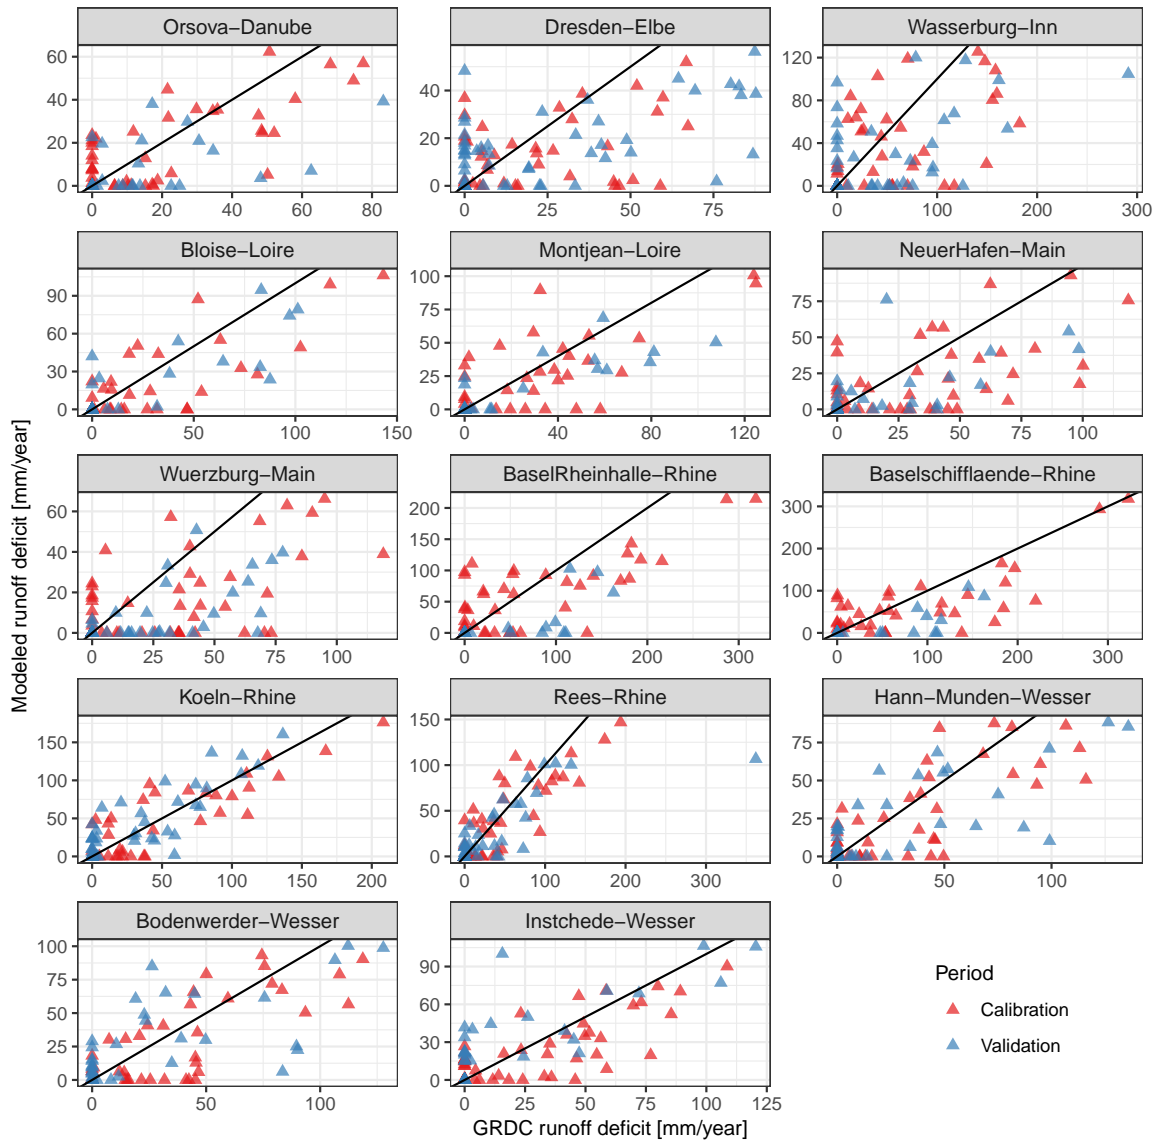 Orsova−Danube
Dresden−Elbe
Wasserburg−Inn
60
40
20
0
40
20
0
120
80
40
0
0 20 40 60 80
0 25 50 75
0 100 200 300
Bloise−Loire
Montjean−Loire
NeuerHafen−Main
90
60
30
0
100
75
50
25
0
75
50
25
0
0 50 100 150
0 40 80 120
0 25 50 75 100
Wuerzburg−Main
BaselRheinhalle−Rhine
Baselschifflaende−Rhine
60
40
20
0
200
150
100
50
0
300
200
100
0
0 25 50 75 100
0 100 200 300
0 100 200 300
Koeln−Rhine
Rees−Rhine
Hann−Munden−Wesser
150
100
50
0
150
100
50
0
75
50
25
0
0 50 100 150 200
0 100 200 300
0 50 100
Bodenwerder−Wesser
Instchede−Wesser
100
75
50
25
0
90
60
30
0
0 50 100
0 25 50 75 100 125
Modeled runoff deficit [mm/year]
GRDC runoff deficit [mm/year]
Period
Calibration
Validation